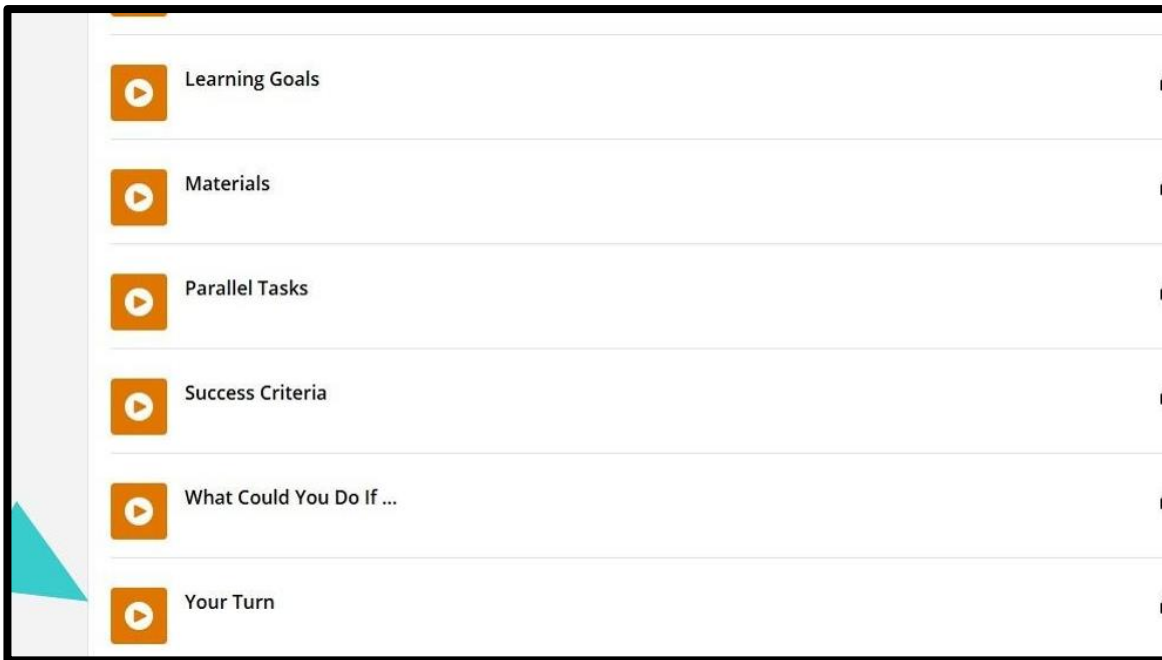 Learning Goals
Materials
Parallel Tasks
Success Criteria
What Could You Do If ...
Your Turn